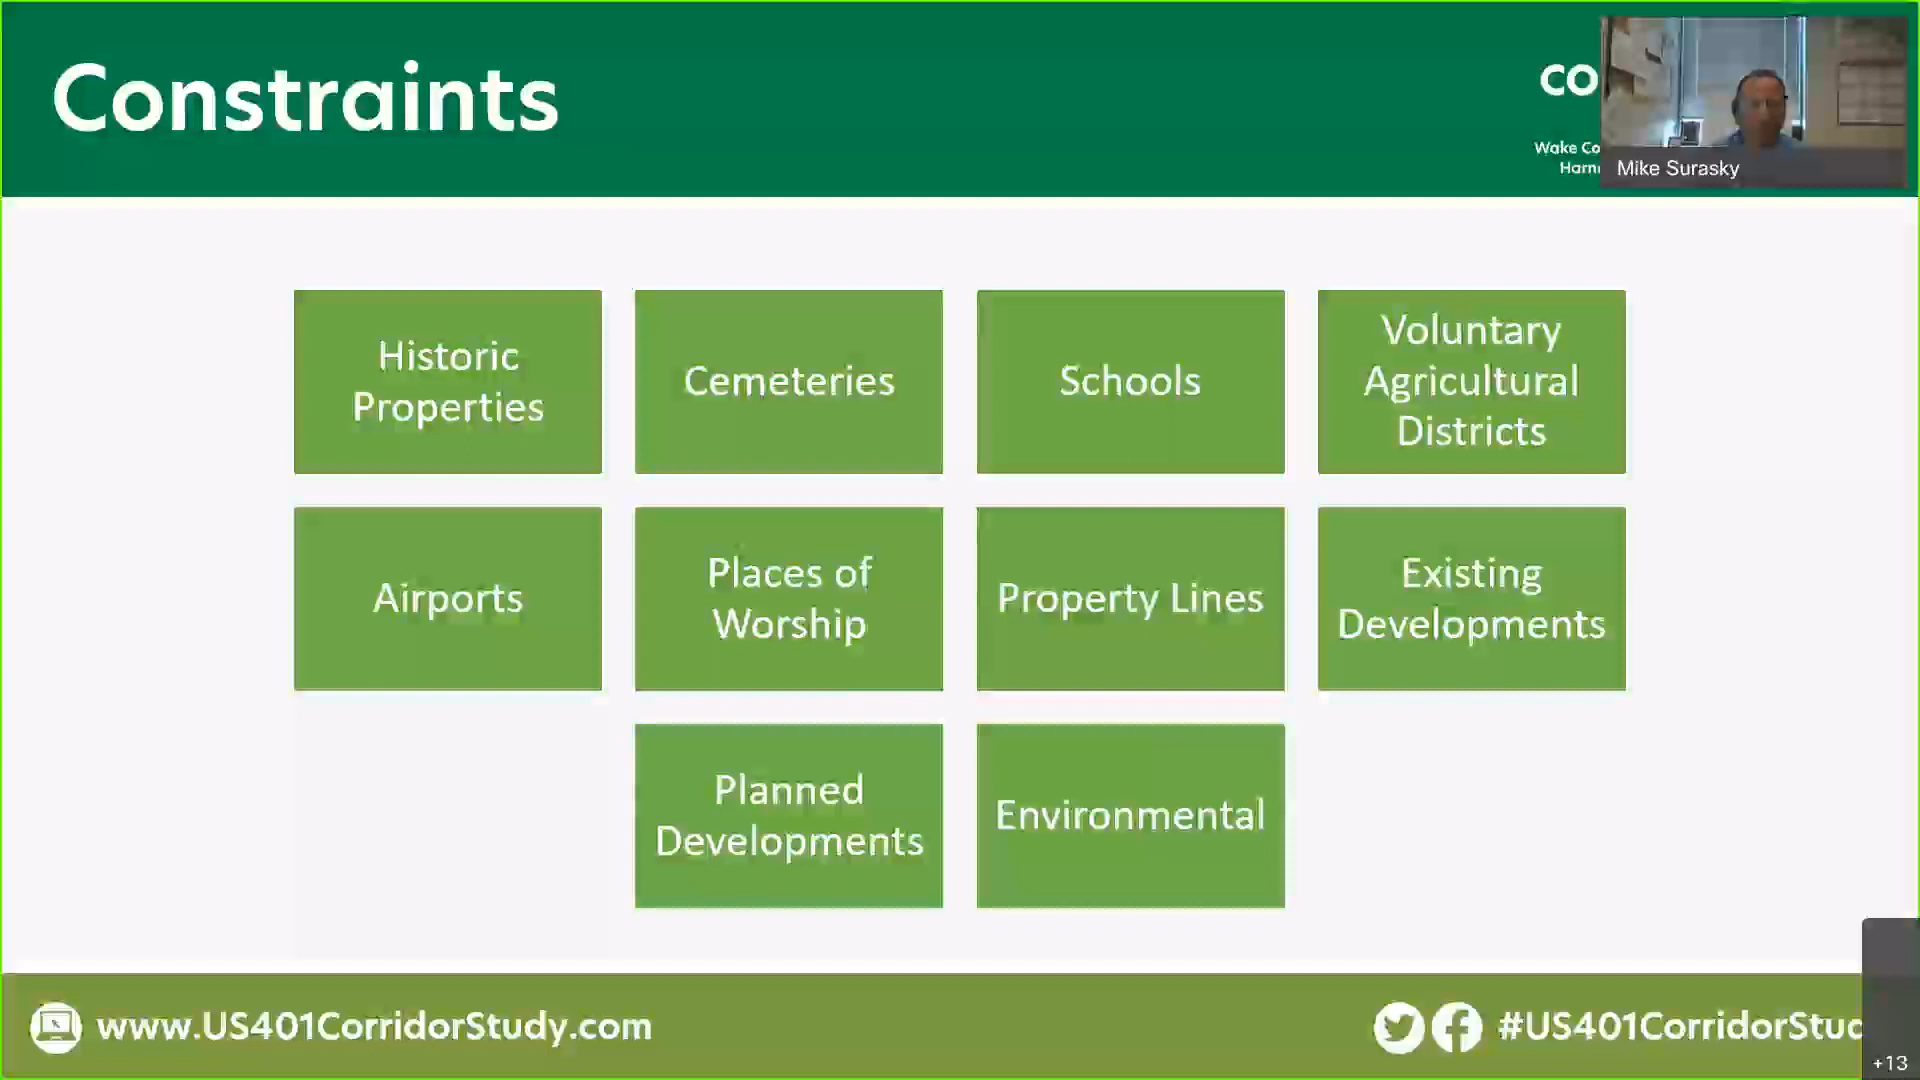 Constraints
CO
Wake Co
Harn
Mike Surasky
Historic
Properties
Cemeteries
Schools
Voluntary
Agricultural
Districts
Airports
Places of
Worship
Property Lines
Existing
Developments
Planned
Developments
Environmental
www.US401CorridorStudy.com
#US401CorridorStud
+13